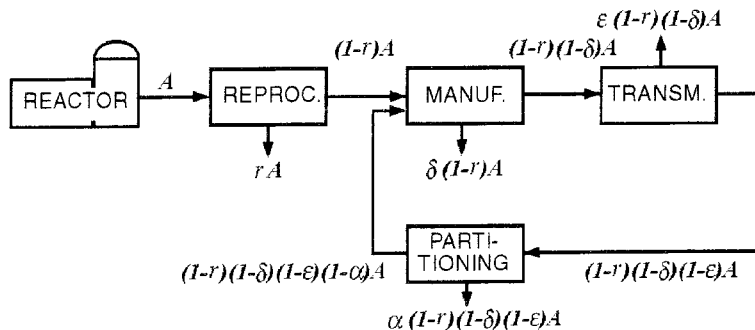 ε(1-r)(1-δ)A
(1-r)A
(1-r)(1-δ)A
REACTOR
A
REPROC.
MANUF.
TRANSM.
rA
δ(1-r)A
PARTI-
TIONING
(1-r)(1-δ)(1-ε)(1-α)A
(1-r)(1-δ)(1-ε)A
α(1-r)(1-δ)(1-ε)A